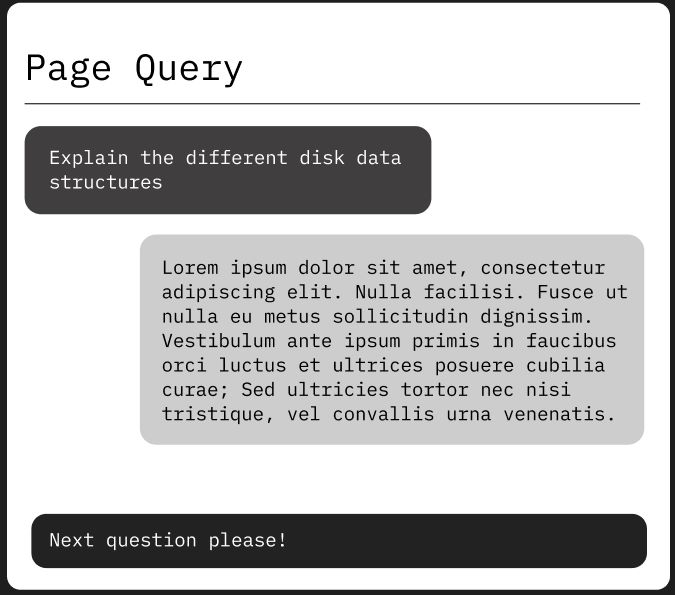 Page Query
Explain the different disk data
structures
Lorem ipsum dolor sit amet, consectetur
adipiscing elit. Nulla facilisi. Fusce ut
nulla eu metus sollicitudin dignissim.
Vestibulum ante ipsum primis in faucibus
orci luctus et ultrices posuere cubilia
curae; Sed ultricies tortor nec nisi
tristique, vel convallis urna venenatis.
Next question please!